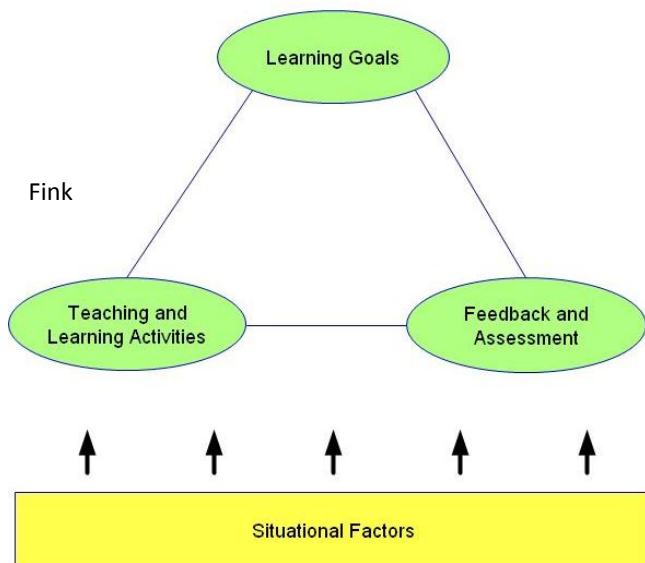 Learning Goals
Fink
Teaching and
Learning Activities
Feedback and
Assessment
Situational Factors